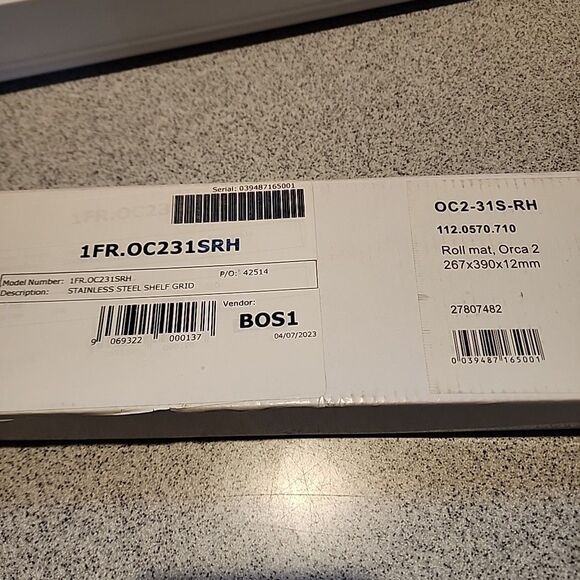 Serial: 039487165001
1FR.OC231SRH
P/O: 42514
Model Number: 1FR.OC231SRH
Description: STAINLESS STEEL SHELF GRID
Vendor:
BOS1
9 069322 000137
04/07/2023
OC2-31S-RH
112.0570.710
Roll mat, Orca 2
267x390x12mm
27807482
0 039487 165001